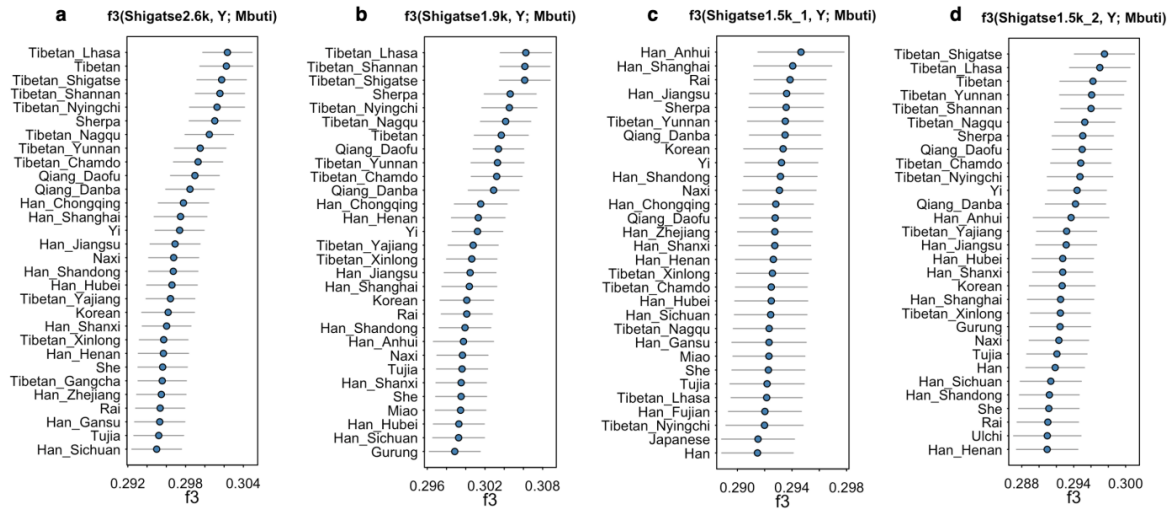 a
f3(Shigatse2.6k, Y; Mbuti)
Tibetan_Lhasa
Tibetan
Tibetan_Shigatse
Tibetan_Shannan
Tibetan_Nyingchi
Sherpa
Tibetan_Nagqu
Tibetan_Yunnan
Tibetan_Chamdo
Qiang_Daofu
Qiang_Danba
Han_Chongqing
Han_Shanghai
Yi
Han_Jiangsu
Naxi
Han_Shandong
Han_Hubei
Tibetan_Yajiang
Korean
Han_Shanxi
Tibetan_Xinlong
Han_Henan
She
Tibetan_Gangcha
Han_Zhejiang
Rai
Han_Gansu
Tujia
Han_Sichuan
0.292 0.298 0.304
f3
b
f3(Shigatse1.9k, Y; Mbuti)
Tibetan_Lhasa
Tibetan_Shannan
Tibetan_Shigatse
Sherpa
Tibetan_Nyingchi
Tibetan_Nagqu
Tibetan
Qiang_Daofu
Tibetan_Yunnan
Tibetan_Chamdo
Qiang_Danba
Han_Chongqing
Han_Henan
Yi
Tibetan_Yajiang
Tibetan_Xinlong
Han_Jiangsu
Han_Shanghai
Korean
Rai
Han_Shandong
Han_Anhui
Naxi
Tujia
Han_Shanxi
She
Miao
Han_Hubei
Han_Sichuan
Gurung
0.296 0.302 0.308
f3
c
f3(Shigatse1.5k_1, Y; Mbuti)
Han_Anhui
Han_Shanghai
Rai
Han_Jiangsu
Sherpa
Tibetan_Yunnan
Qiang_Danba
Korean
Yi
Han_Shandong
Naxi
Han_Chongqing
Qiang_Daofu
Han_Zhejiang
Han_Shanxi
Han_Henan
Tibetan_Xinlong
Tibetan_Chamdo
Han_Hubei
Han_Sichuan
Tibetan_Nagqu
Han_Gansu
Miao
She
Tujia
Tibetan_Lhasa
Han_Fujian
Tibetan_Nyingchi
Japanese
Han
0.290 0.294 0.298
f3
d
f3(Shigatse1.5k_2, Y; Mbuti)
Tibetan_Shigatse
Tibetan_Lhasa
Tibetan
Tibetan_Yunnan
Tibetan_Shannan
Tibetan_Nagqu
Sherpa
Qiang_Daofu
Tibetan_Chamdo
Tibetan_Nyingchi
Yi
Qiang_Danba
Han_Anhui
Tibetan_Yajiang
Han_Jiangsu
Han_Hubei
Han_Shanxi
Korean
Han_Shanghai
Tibetan_Xinlong
Gurung
Naxi
Tujia
Han
Han_Sichuan
Han_Shandong
She
Rai
Ulchi
Han_Henan
0.288 0.294 0.300
f3